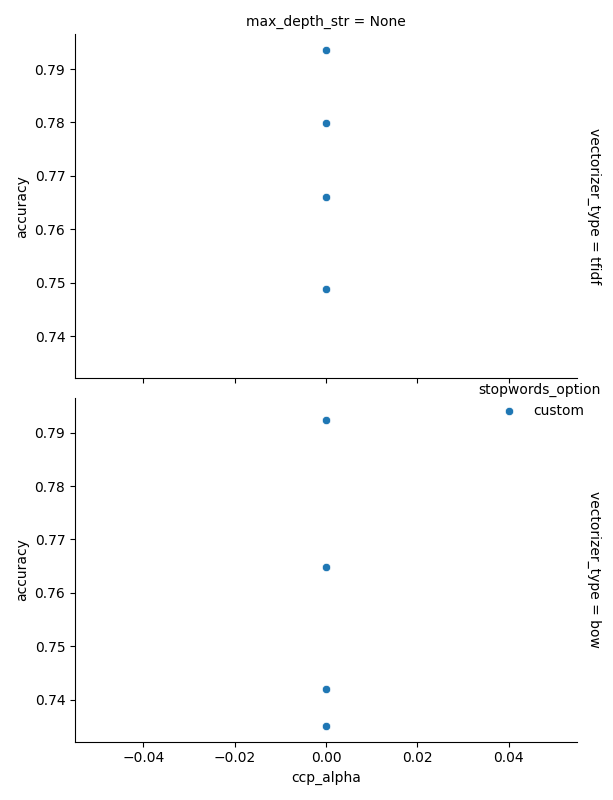 max_depth_str = None
0.79
0.78
0.77
0.76
0.75
0.74
accuracy
vectorizer_type = tfidf
stopwords_option
custom
0.79
0.78
0.77
0.76
0.75
0.74
accuracy
vectorizer_type = bow
−0.04 −0.02 0.00 0.02 0.04
ccp_alpha